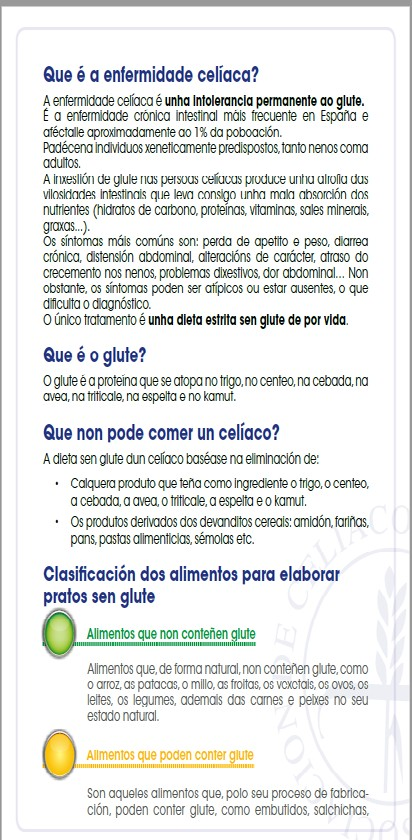 Que é a enfermidade celíaca?
A enfermidade celíaca é unha intolerancia permanente ao glute.
É a enfermidade crónica intestinal máis frecuente en España e
aféctalle aproximadamente ao 1% da poboación.
Padécena individuos xeneticamente predispostos, tanto nenos coma
adultos.
A inxestión de glute nas persoas celíacas produce unha atrofia das
vilosidades intestinais que leva consigo unha mala absorción dos
nutrientes (hidratos de carbono, proteínas, vitaminas, sales minerais,
graxas...).
Os síntomas máis comúns son: perda de apetito e peso, diarrea
crónica, distensión abdominal, alteracións de carácter, atraso do
crecemento nos nenos, problemas dixestivos, dor abdominal... Non
obstante, os síntomas poden ser atípicos ou estar ausentes, o que
dificulta o diagnóstico.
O único tratamento é unha dieta estrita sen glute de por vida.
Que é o glute?
O glute é a proteína que se atopa no trigo, no centeo, na cebada, na
avea, na triticale, na espelta e no kamut.
Que non pode comer un celíaco?
A dieta sen glute dun celíaco baséase na eliminación de:
• Calquera produto que teña como ingrediente o trigo, o centeo,
a cebada, a avea, o triticale, a espelta e o kamut.
• Os produtos derivados dos devanditos cereais: amidón, fariñas,
pans, pastas alimenticias, sémolas etc.
Clasificación dos alimentos para elaborar
pratos sen glute
Alimentos que non conteñen glute
Alimentos que, de forma natural, non conteñen glute, como
o arroz, as patacas, o millo, as froitas, os vexetais, os ovos, os
leites, os legumes, ademais das carnes e peixes no seu
estado natural.
Alimentos que poden conter glute
Son aqueles alimentos que, polo seu proceso de fabrica-
ción, poden conter glute, como embutidos, salchichas,